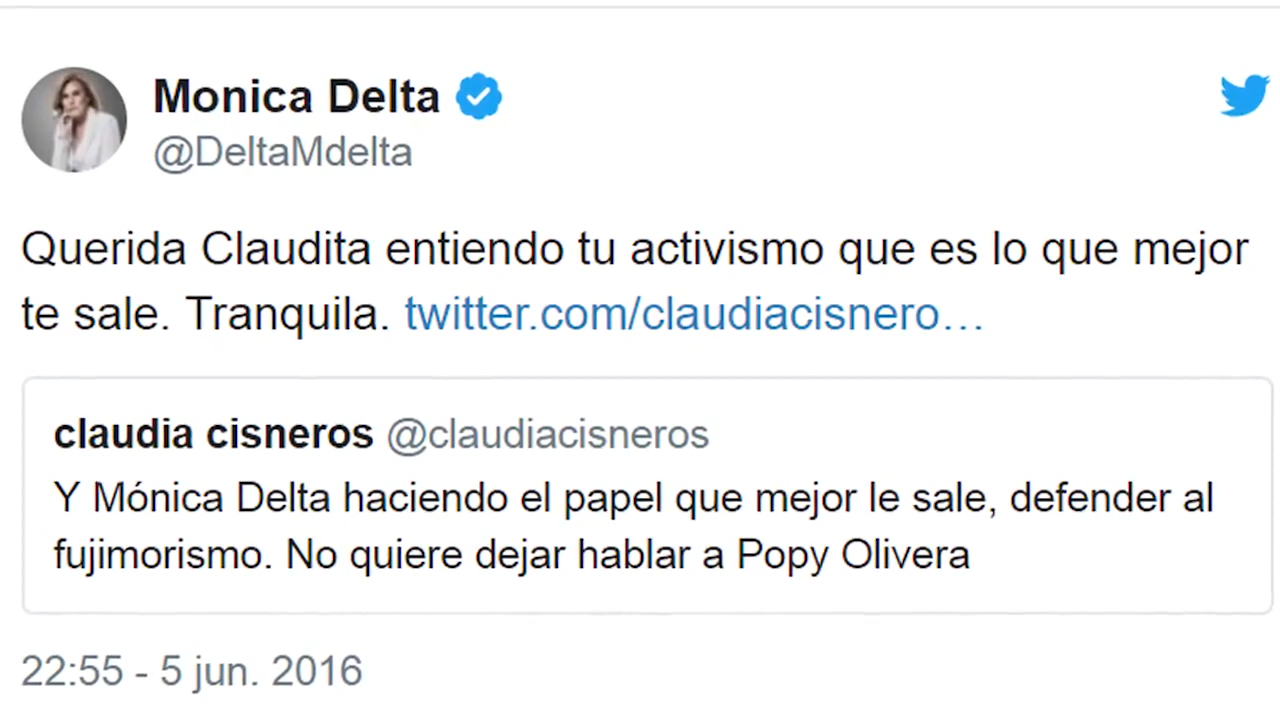 Monica Delta
@DeltaMdelta
Querida Claudita entiendo tu activismo que es lo que mejor
te sale. Tranquila. twitter.com/claudiacisnero…
claudia cisneros @claudiacisneros
Y Mónica Delta haciendo el papel que mejor le sale, defender al
fujimorismo. No quiere dejar hablar a Popy Olivera
22:55 - 5 jun. 2016